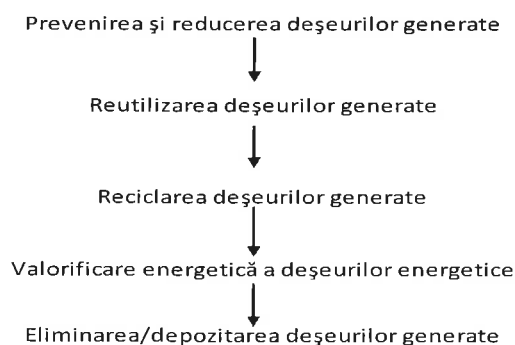 Prevenirea şi reducerea deşeurilor generate
Reutilizarea deşeurilor generate
Reciclarea deşeurilor generate
Valorificare energetică a deşeurilor energetice
Eliminarea/depozitarea deşeurilor generate